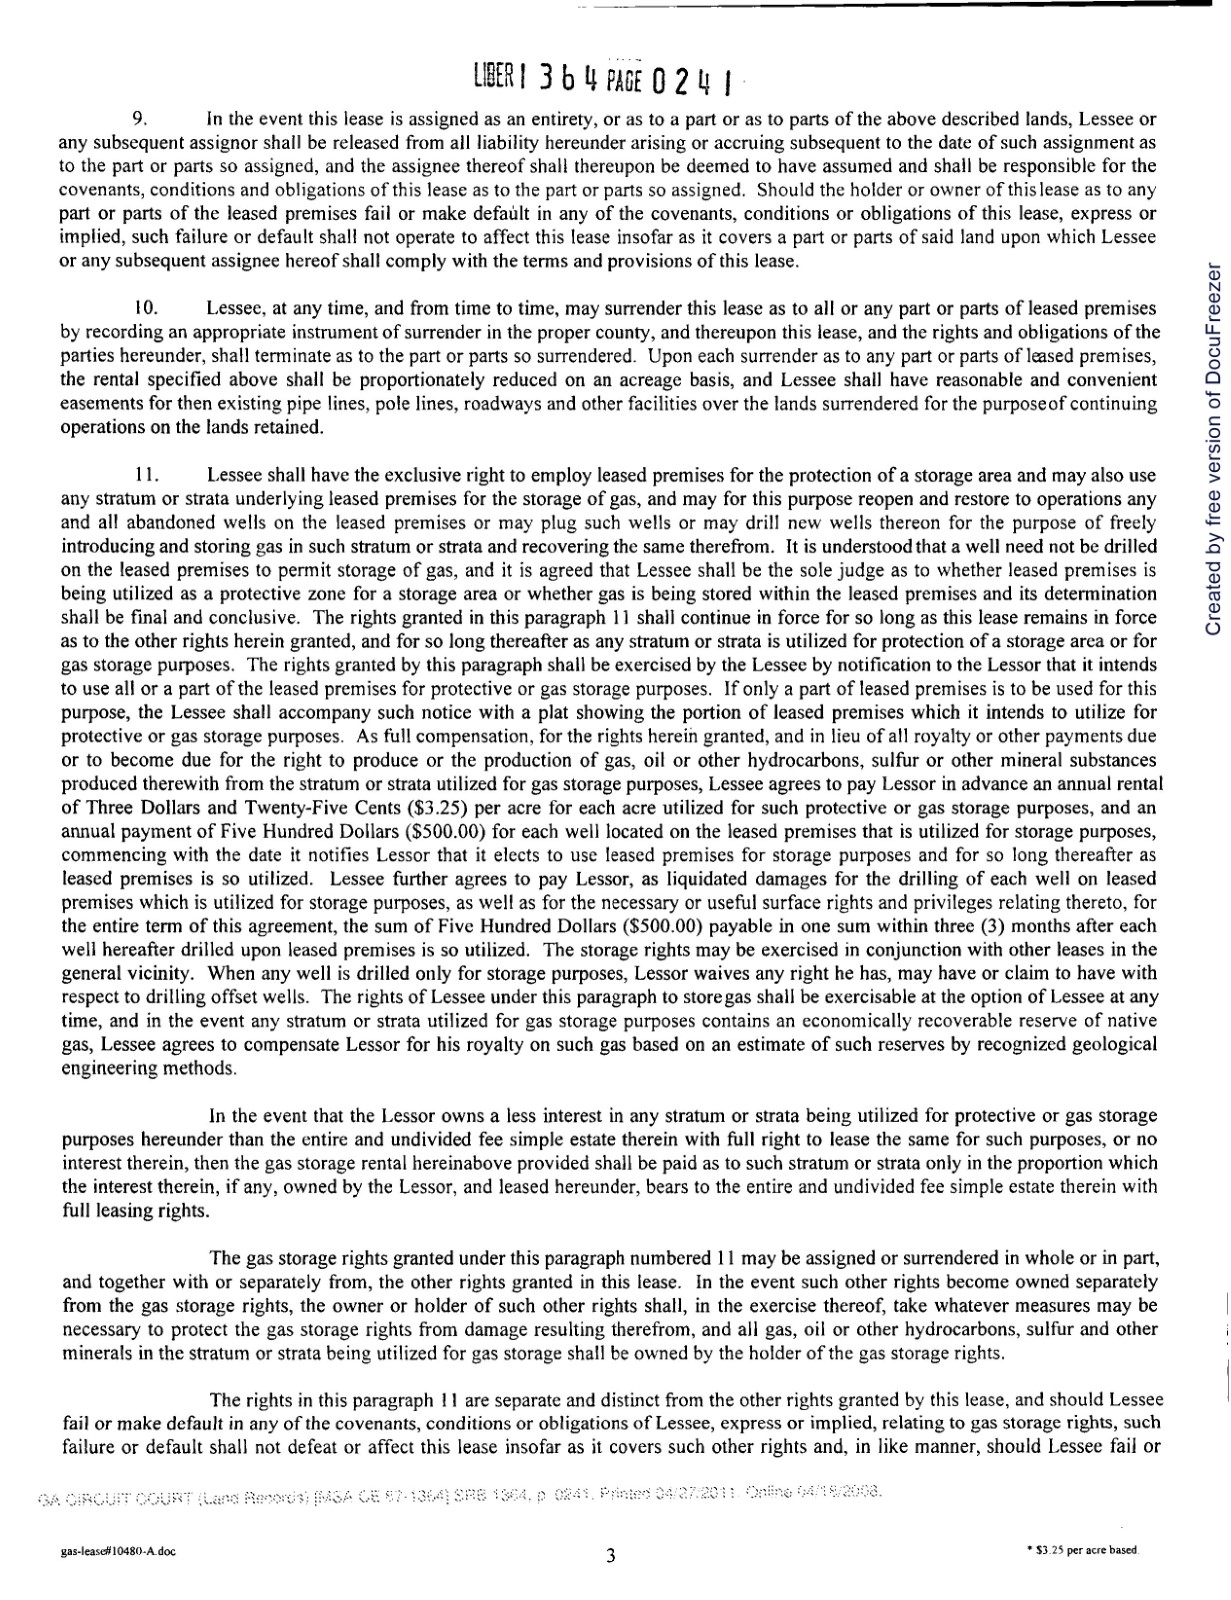 LIBER 1364 PAGE 0241
9. In the event this lease is assigned as an entirety, or as to a part or as to parts of the above described lands, Lessee or
any subsequent assignor shall be released from all liability hereunder arising or accruing subsequent to the date of such assignment as
to the part or parts so assigned, and the assignee thereof shall thereupon be deemed to have assumed and shall be responsible for the
covenants, conditions and obligations of this lease as to the part or parts so assigned. Should the holder or owner of this lease as to any
part or parts of the leased premises fail or make default in any of the covenants, conditions or obligations of this lease, express or
implied, such failure or default shall not operate to affect this lease insofar as it covers a part or parts of said land upon which Lessee
or any subsequent assignee hereof shall comply with the terms and provisions of this lease.
10. Lessee, at any time, and from time to time, may surrender this lease as to all or any part or parts of leased premises
by recording an appropriate instrument of surrender in the proper county, and thereupon this lease, and the rights and obligations of the
parties hereunder, shall terminate as to the part or parts so surrendered. Upon each surrender as to any part or parts of leased premises,
the rental specified above shall be proportionately reduced on an acreage basis, and Lessee shall have reasonable and convenient
easements for then existing pipe lines, pole lines, roadways and other facilities over the lands surrendered for the purpose of continuing
operations on the lands retained.
11. Lessee shall have the exclusive right to employ leased premises for the protection of a storage area and may also use
any stratum or strata underlying leased premises for the storage of gas, and may for this purpose reopen and restore to operations any
and all abandoned wells on the leased premises or may plug such wells or may drill new wells thereon for the purpose of freely
introducing and storing gas in such stratum or strata and recovering the same therefrom. It is understood that a well need not be drilled
on the leased premises to permit storage of gas, and it is agreed that Lessee shall be the sole judge as to whether leased premises is
being utilized as a protective zone for a storage area or whether gas is being stored within the leased premises and its determination
shall be final and conclusive. The rights granted in this paragraph 11 shall continue in force for so long as this lease remains in force
as to the other rights herein granted, and for so long thereafter as any stratum or strata is utilized for protection of a storage area or for
gas storage purposes. The rights granted by this paragraph shall be exercised by the Lessee by notification to the Lessor that it intends
to use all or a part of the leased premises for protective or gas storage purposes. If only a part of leased premises is to be used for this
purpose, the Lessee shall accompany such notice with a plat showing the portion of leased premises which it intends to utilize for
protective or gas storage purposes. As full compensation, for the rights herein granted, and in lieu of all royalty or other payments due
or to become due for the right to produce or the production of gas, oil or other hydrocarbons, sulfur or other mineral substances
produced therewith from the stratum or strata utilized for gas storage purposes, Lessee agrees to pay Lessor in advance an annual rental
of Three Dollars and Twenty-Five Cents ($3.25) per acre for each acre utilized for such protective or gas storage purposes, and an
annual payment of Five Hundred Dollars ($500.00) for each well located on the leased premises that is utilized for storage purposes,
commencing with the date it notifies Lessor that it elects to use leased premises for storage purposes and for so long thereafter as
leased premises is so utilized. Lessee further agrees to pay Lessor, as liquidated damages for the drilling of each well on leased
premises which is utilized for storage purposes, as well as for the necessary or useful surface rights and privileges relating thereto, for
the entire term of this agreement, the sum of Five Hundred Dollars ($500.00) payable in one sum within three (3) months after each
well hereafter drilled upon leased premises is so utilized. The storage rights may be exercised in conjunction with other leases in the
general vicinity. When any well is drilled only for storage purposes, Lessor waives any right he has, may have or claim to have with
respect to drilling offset wells. The rights of Lessee under this paragraph to store gas shall be exercisable at the option of Lessee at any
time, and in the event any stratum or strata utilized for gas storage purposes contains an economically recoverable reserve of native
gas, Lessee agrees to compensate Lessor for his royalty on such gas based on an estimate of such reserves by recognized geological
engineering methods.
In the event that the Lessor owns a less interest in any stratum or strata being utilized for protective or gas storage
purposes hereunder than the entire and undivided fee simple estate therein with full right to lease the same for such purposes, or no
interest therein, then the gas storage rental hereinabove provided shall be paid as to such stratum or strata only in the proportion which
the interest therein, if any, owned by the Lessor, and leased hereunder, bears to the entire and undivided fee simple estate therein with
full leasing rights.
The gas storage rights granted under this paragraph numbered 11 may be assigned or surrendered in whole or in part,
and together with or separately from, the other rights granted in this lease. In the event such other rights become owned separately
from the gas storage rights, the owner or holder of such other rights shall, in the exercise thereof, take whatever measures may be
necessary to protect the gas storage rights from damage resulting therefrom, and all gas, oil or other hydrocarbons, sulfur and other
minerals in the stratum or strata being utilized for gas storage shall be owned by the holder of the gas storage rights.
The rights in this paragraph 11 are separate and distinct from the other rights granted by this lease, and should Lessee
fail or make default in any of the covenants, conditions or obligations of Lessee, express or implied, relating to gas storage rights, such
failure or default shall not defeat or affect this lease insofar as it covers such other rights and, in like manner, should Lessee fail or
GA CIRCUIT COURT (Land Records) [MSA CE 57-1364] SRB 1364, p. 0241. Printed 04/27/2011. Online 04/15/2008.
gas-lease#10480-A.doc
3
* $3.25 per acre based.
Created by free version of DocuFreezer